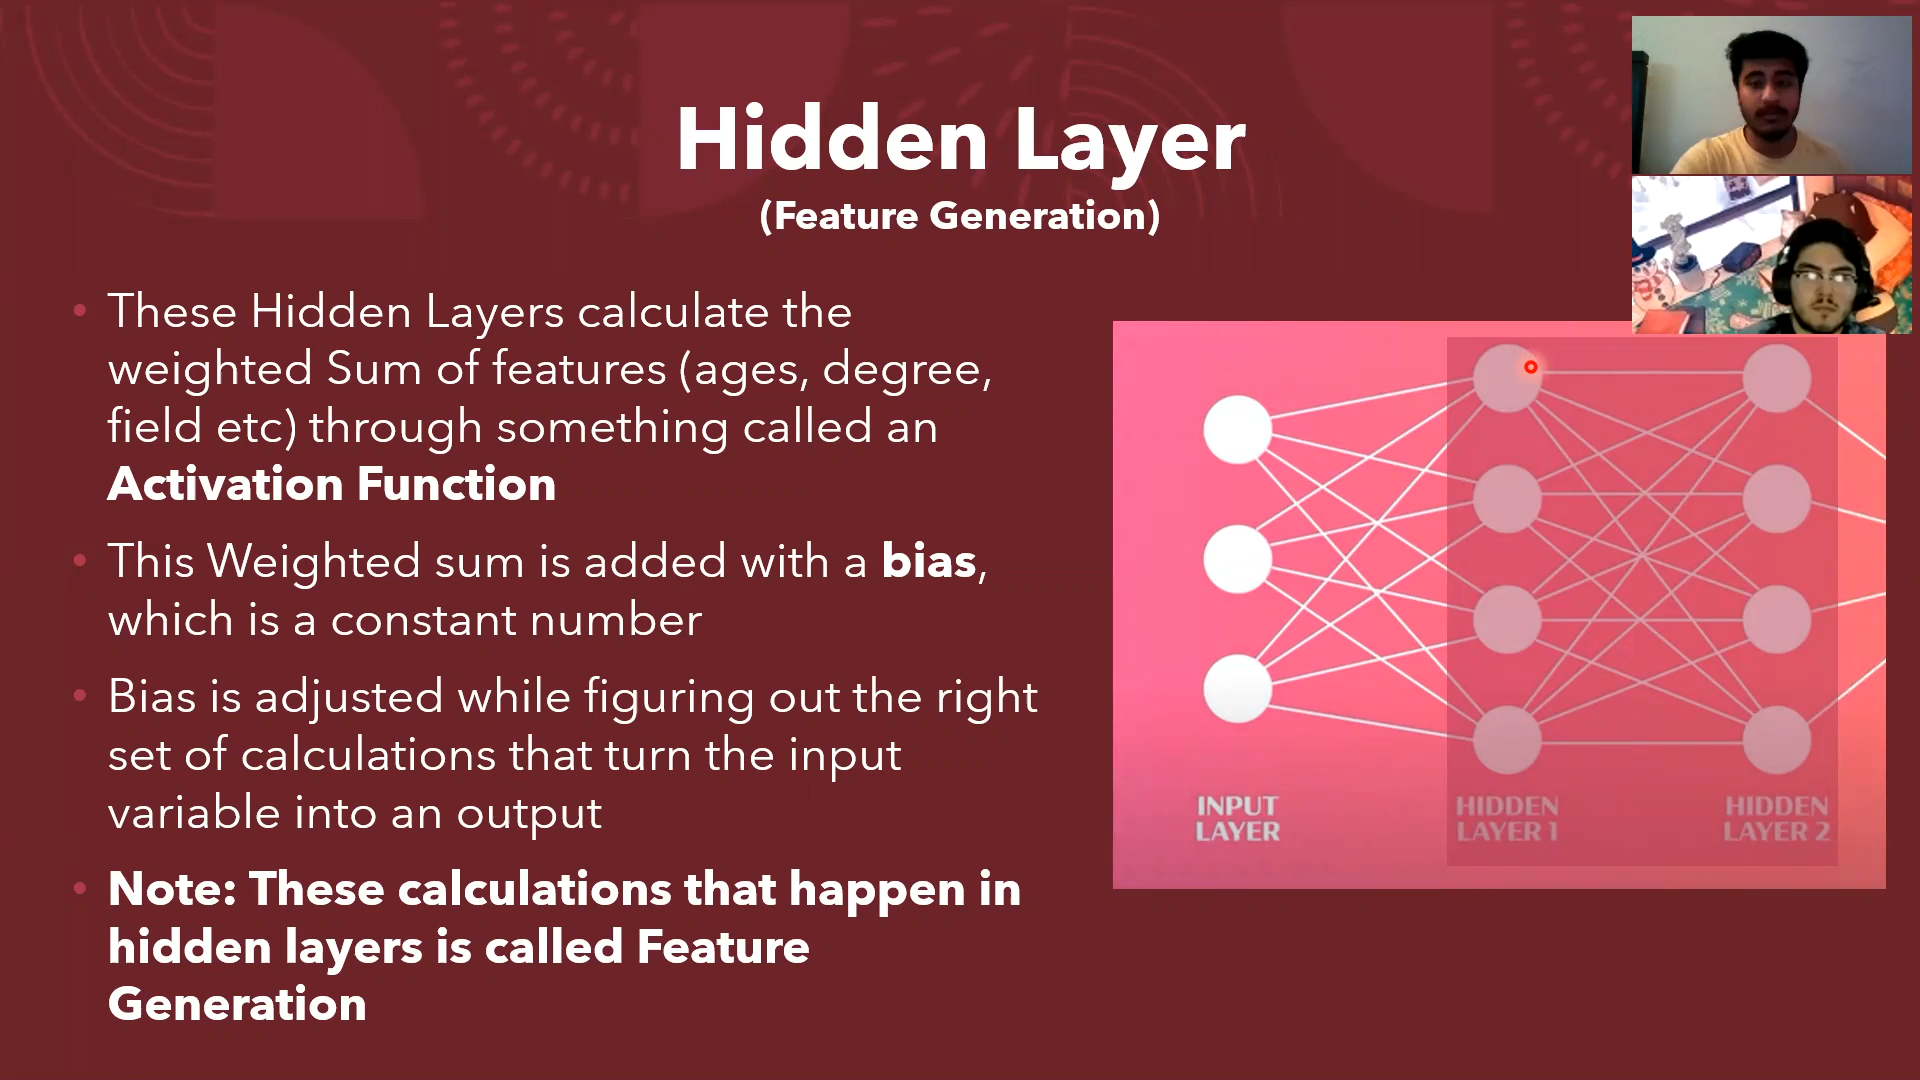 Hidden Layer
(Feature Generation)
• These Hidden Layers calculate the
weighted Sum of features (ages, degree,
field etc) through something called an
Activation Function
• This Weighted sum is added with a bias,
which is a constant number
• Bias is adjusted while figuring out the right
set of calculations that turn the input
variable into an output
• Note: These calculations that happen in
hidden layers is called Feature
Generation
INPUT
LAYER
HIDDEN
LAYER 1
HIDDEN
LAYER 2